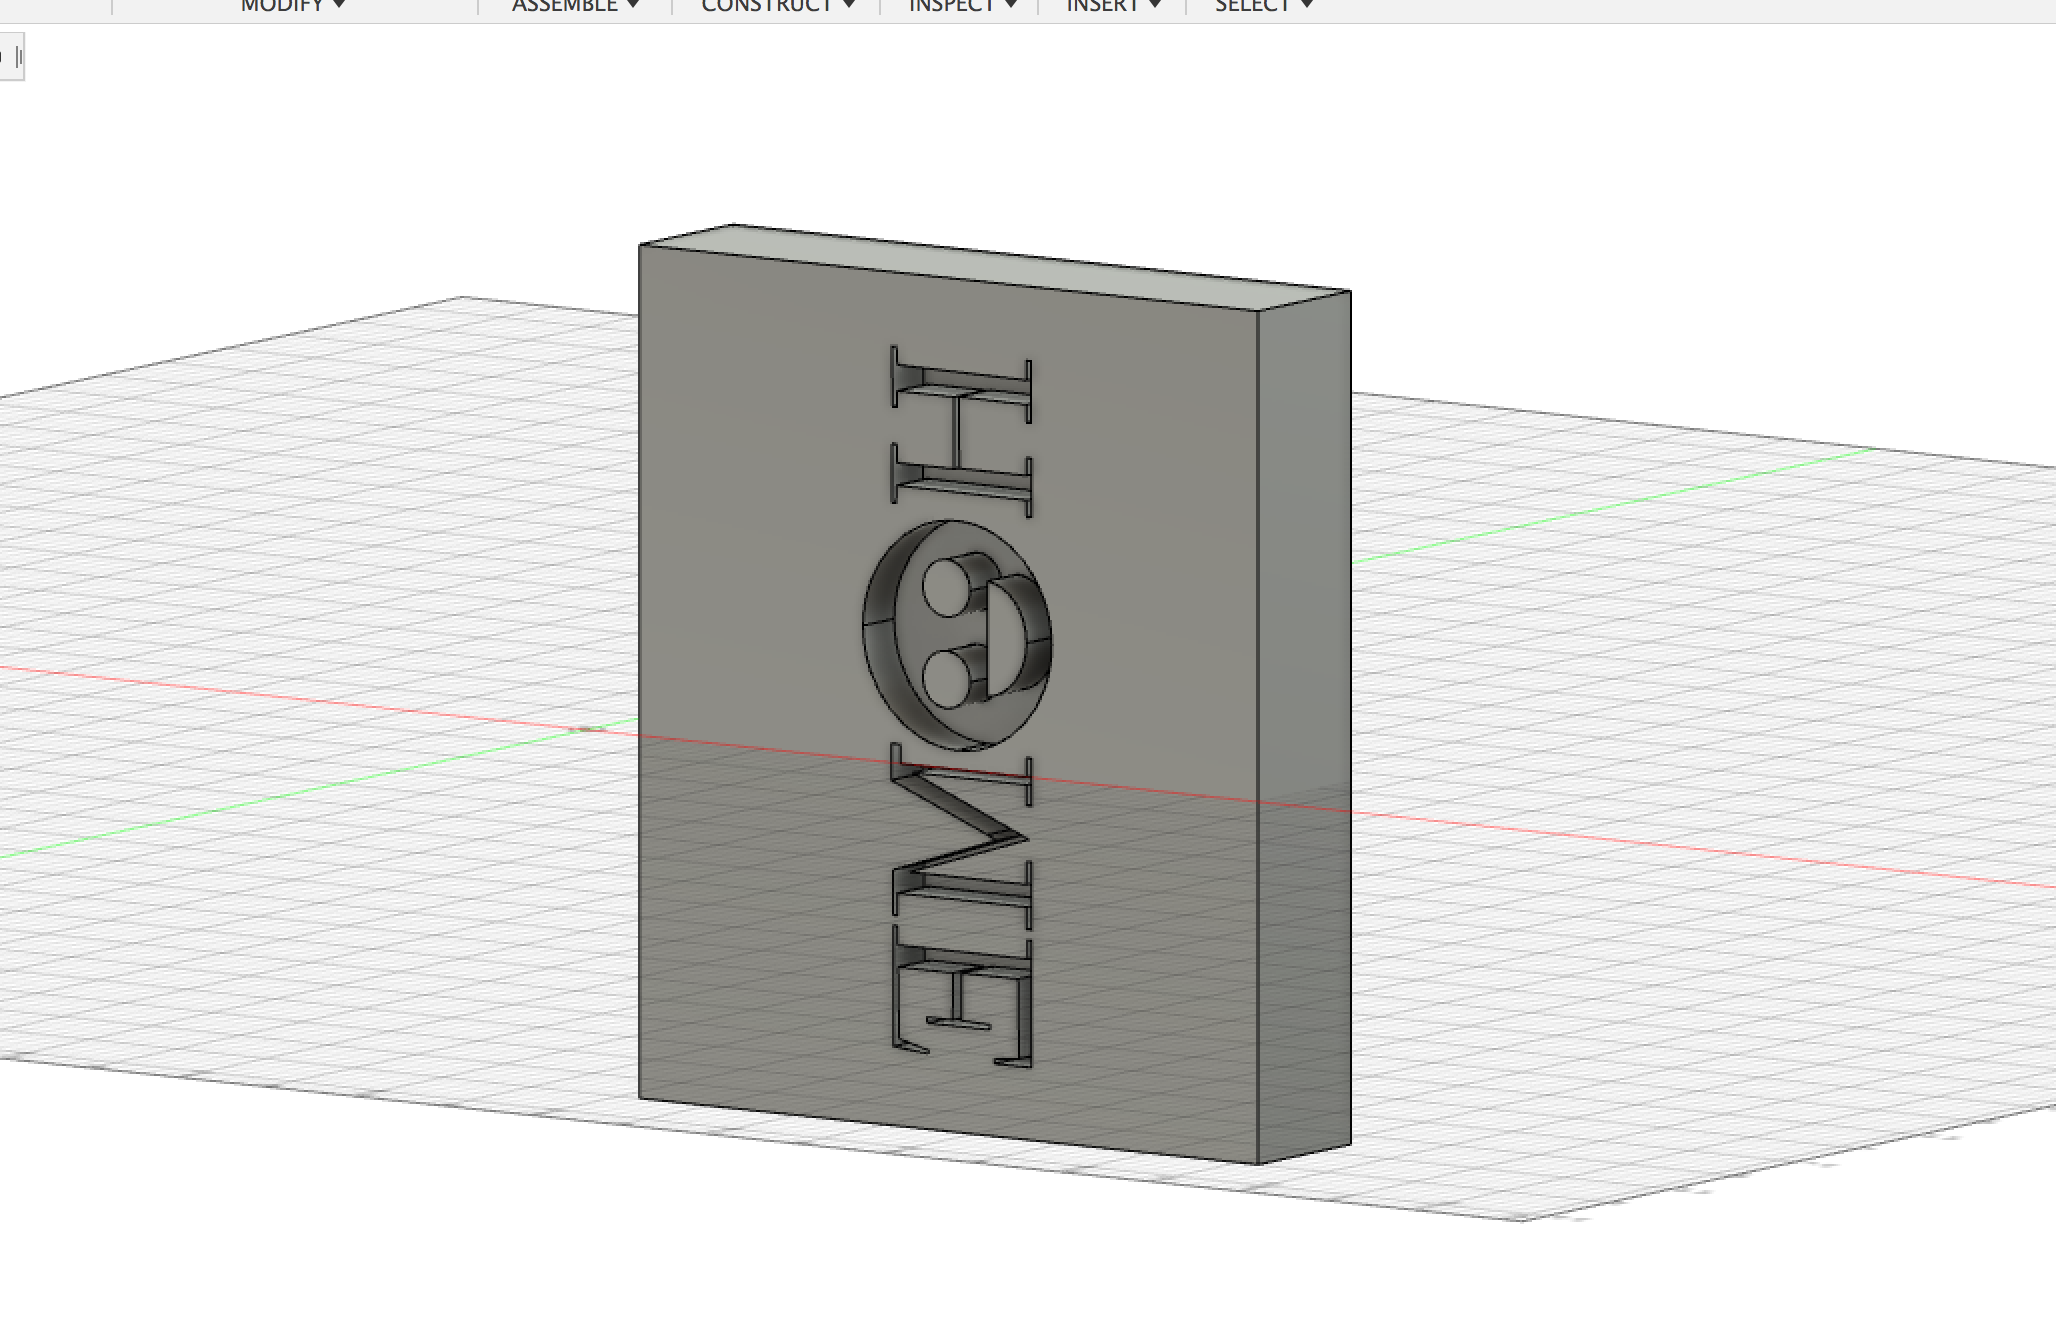 MODIFY ▼ ASSEMBLE ▼ CONSTRUCT ▼ INSPECT ▼ INSERT ▼ SELECT ▼
HOME